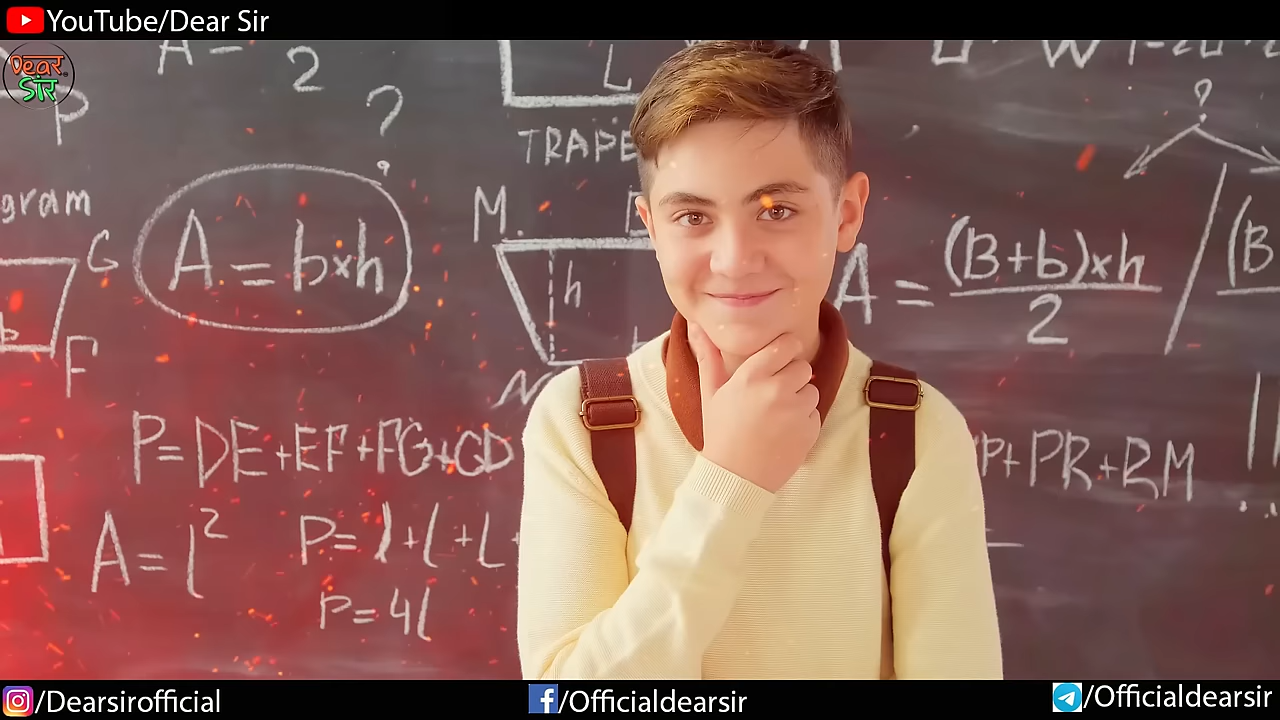 YouTube/Dear Sir
Dear
Sir
A = 2
P
?
L
TRAPE
?
gram
G
A = b×h
M
h
A = (B+b)×h / 2
(B
b
F
P=DE+EF+FG+GD
P+PR+RM
A = l²
P= l+l+L+
P=4l
/Dearsirofficial
/Officialdearsir
/Officialdearsir